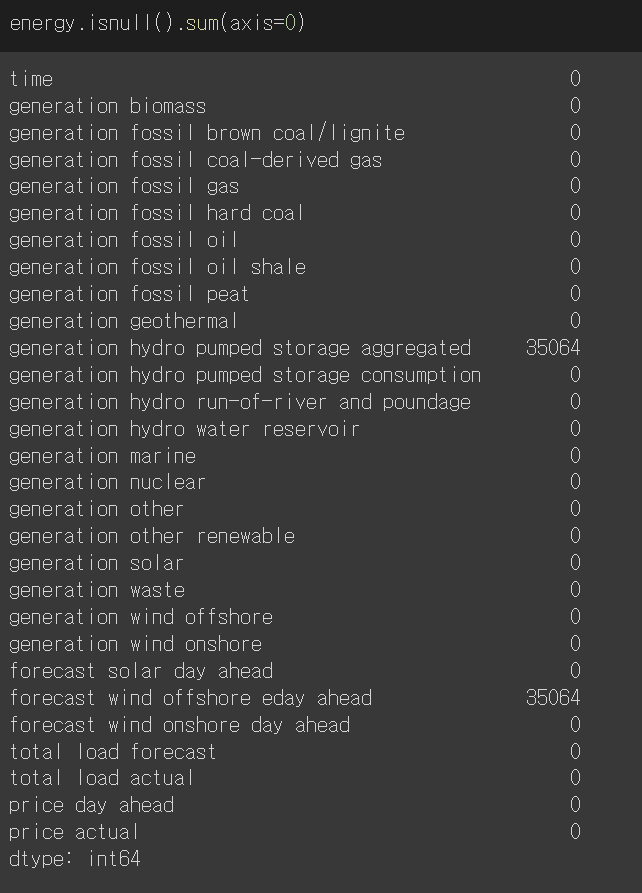 energy.isnull().sum(axis=0)
time 0
generation biomass 0
generation fossil brown coal/lignite 0
generation fossil coal-derived gas 0
generation fossil gas 0
generation fossil hard coal 0
generation fossil oil 0
generation fossil oil shale 0
generation fossil peat 0
generation geothermal 0
generation hydro pumped storage aggregated 35064
generation hydro pumped storage consumption 0
generation hydro run-of-river and poundage 0
generation hydro water reservoir 0
generation marine 0
generation nuclear 0
generation other 0
generation other renewable 0
generation solar 0
generation waste 0
generation wind offshore 0
generation wind onshore 0
forecast solar day ahead 0
forecast wind offshore eday ahead 35064
forecast wind onshore day ahead 0
total load forecast 0
total load actual 0
price day ahead 0
price actual 0
dtype: int64